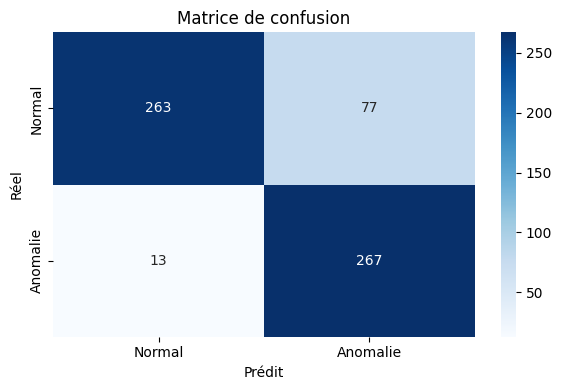 Matrice de confusion
Réel
Normal
Anomalie
263
77
13
267
Normal
Anomalie
Prédit
250
200
150
100
50